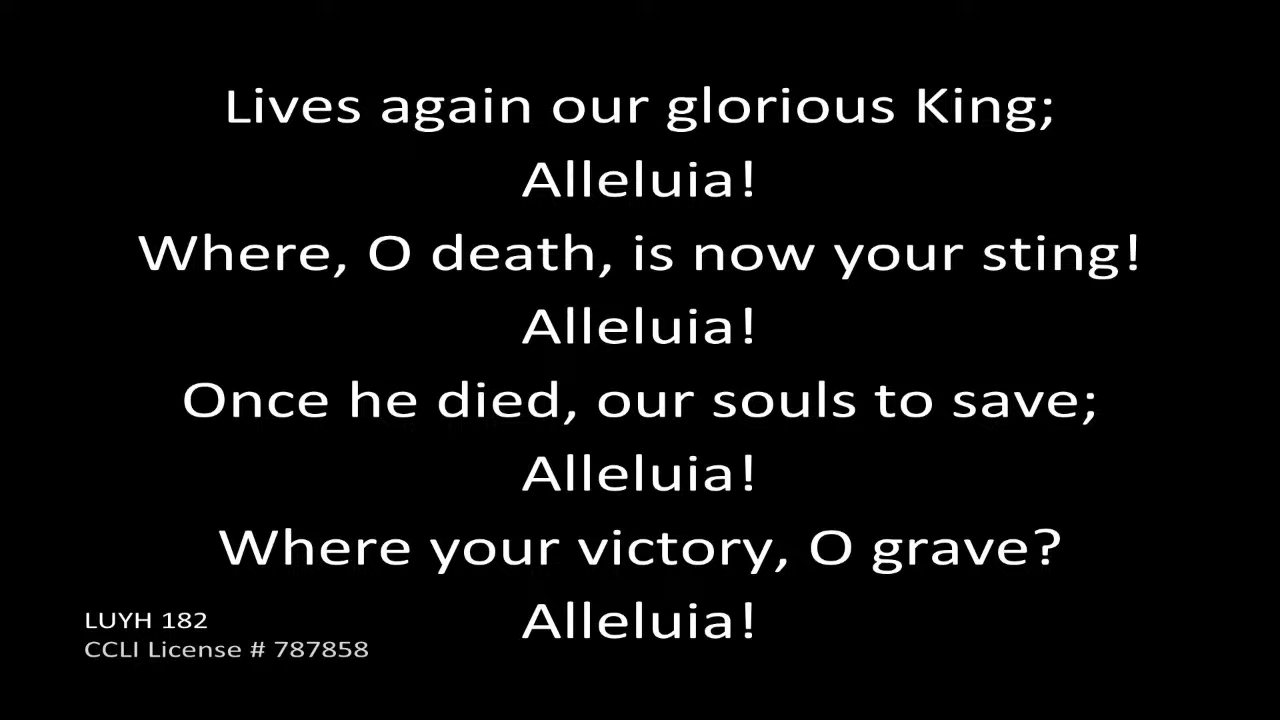 Lives again our glorious King;
Alleluia!
Where, O death, is now your sting!
Alleluia!
Once he died, our souls to save;
Alleluia!
Where your victory, O grave?
Alleluia!
LUYH 182
CCLI License # 787858